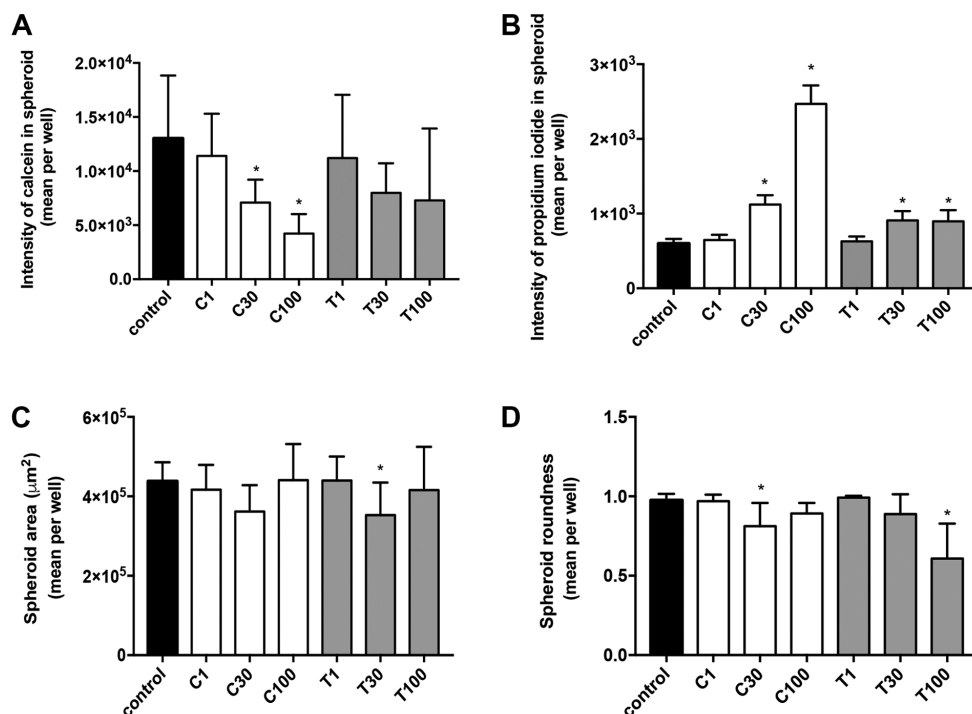 A
Intensity of calcein in spheroid
(mean per well)
2.0×10⁴
1.5×10⁴
1.0×10⁴
5.0×10³
0.0
*
*
control
C1
C30
C100
T1
T30
T100
B
Intensity of propidium iodide in spheroid
(mean per well)
3×10³
2×10³
1×10³
0
*
*
*
*
control
C1
C30
C100
T1
T30
T100
C
Spheroid area (μm²)
(mean per well)
6×10⁵
4×10⁵
2×10⁵
0
*
control
C1
C30
C100
T1
T30
T100
D
Spheroid roundness
(mean per well)
1.5
1.0
0.5
0.0
*
*
control
C1
C30
C100
T1
T30
T100